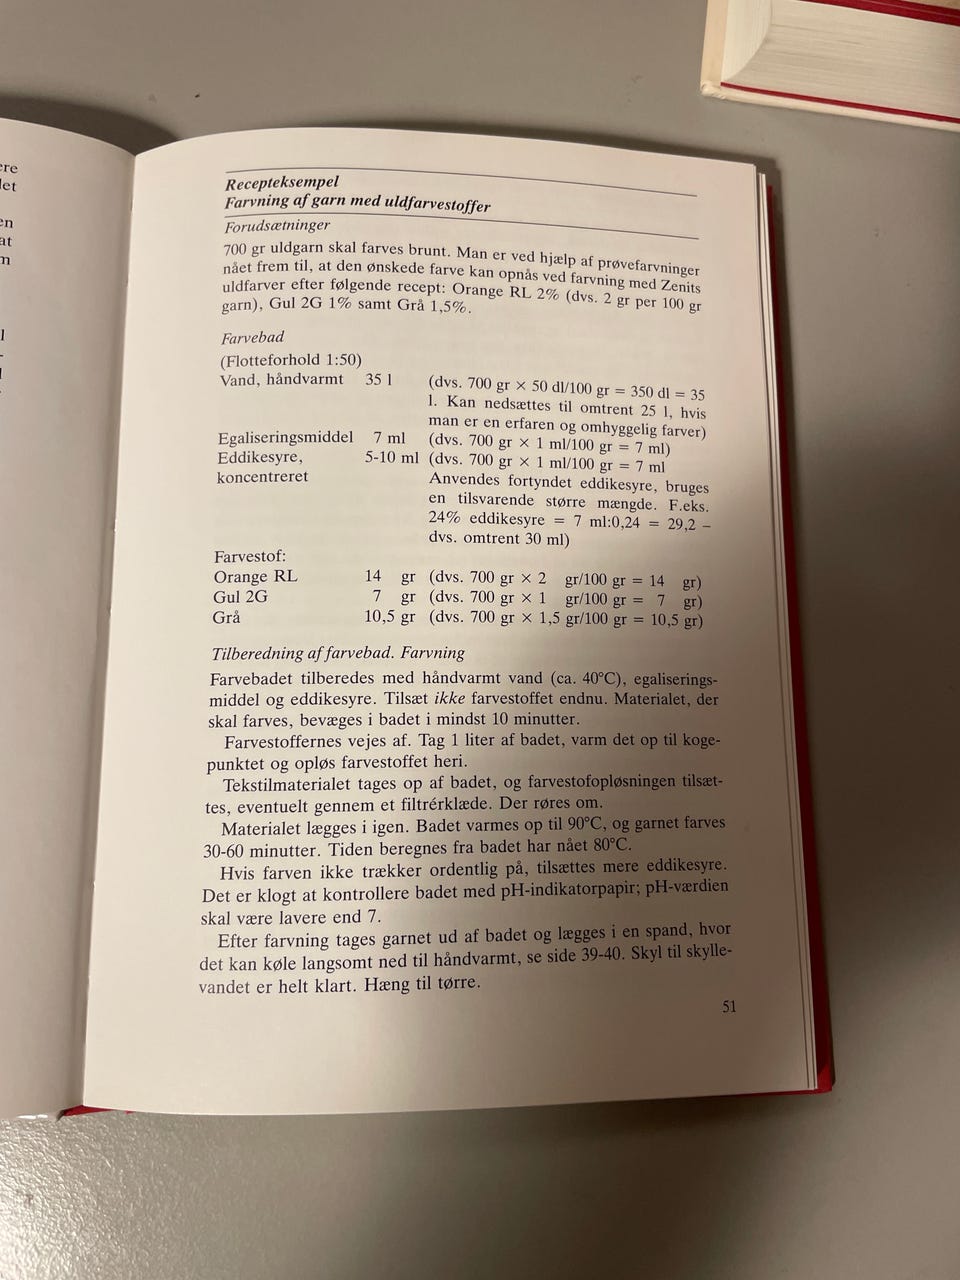 ere
let
en
at
m
l
-
l
Recepteksempel
Farvning af garn med uldfarvestoffer
Forudsætninger
700 gr uldgarn skal farves brunt. Man er ved hjælp af prøvefarvninger
nået frem til, at den ønskede farve kan opnås ved farvning med Zenits
uldfarver efter følgende recept: Orange RL 2% (dvs. 2 gr per 100 gr
garn), Gul 2G 1% samt Grå 1,5%.
Farvebad
(Flotteforhold 1:50)
Vand, håndvarmt 35 l (dvs. 700 gr × 50 dl/100 gr = 350 dl = 35
l. Kan nedsættes til omtrent 25 l, hvis
man er en erfaren og omhyggelig farver)
Egaliseringsmiddel 7 ml (dvs. 700 gr × 1 ml/100 gr = 7 ml)
Eddikesyre, 5-10 ml (dvs. 700 gr × 1 ml/100 gr = 7 ml
koncentreret Anvendes fortyndet eddikesyre, bruges
en tilsvarende større mængde. F.eks.
24% eddikesyre = 7 ml:0,24 = 29,2 –
dvs. omtrent 30 ml)
Farvestof:
Orange RL 14 gr (dvs. 700 gr × 2 gr/100 gr = 14 gr)
Gul 2G 7 gr (dvs. 700 gr × 1 gr/100 gr = 7 gr)
Grå 10,5 gr (dvs. 700 gr × 1,5 gr/100 gr = 10,5 gr)
Tilberedning af farvebad. Farvning
Farvebadet tilberedes med håndvarmt vand (ca. 40°C), egaliserings-
middel og eddikesyre. Tilsæt ikke farvestoffet endnu. Materialet, der
skal farves, bevæges i badet i mindst 10 minutter.
Farvestoffernes vejes af. Tag 1 liter af badet, varm det op til koge-
punktet og opløs farvestoffet heri.
Tekstilmaterialet tages op af badet, og farvestofopløsningen tilsæt-
tes, eventuelt gennem et filtrérklæde. Der røres om.
Materialet lægges i igen. Badet varmes op til 90°C, og garnet farves
30-60 minutter. Tiden beregnes fra badet har nået 80°C.
Hvis farven ikke trækker ordentlig på, tilsættes mere eddikesyre.
Det er klogt at kontrollere badet med pH-indikatorpapir; pH-værdien
skal være lavere end 7.
Efter farvning tages garnet ud af badet og lægges i en spand, hvor
det kan køle langsomt ned til håndvarmt, se side 39-40. Skyl til skylle-
vandet er helt klart. Hæng til tørre.
51